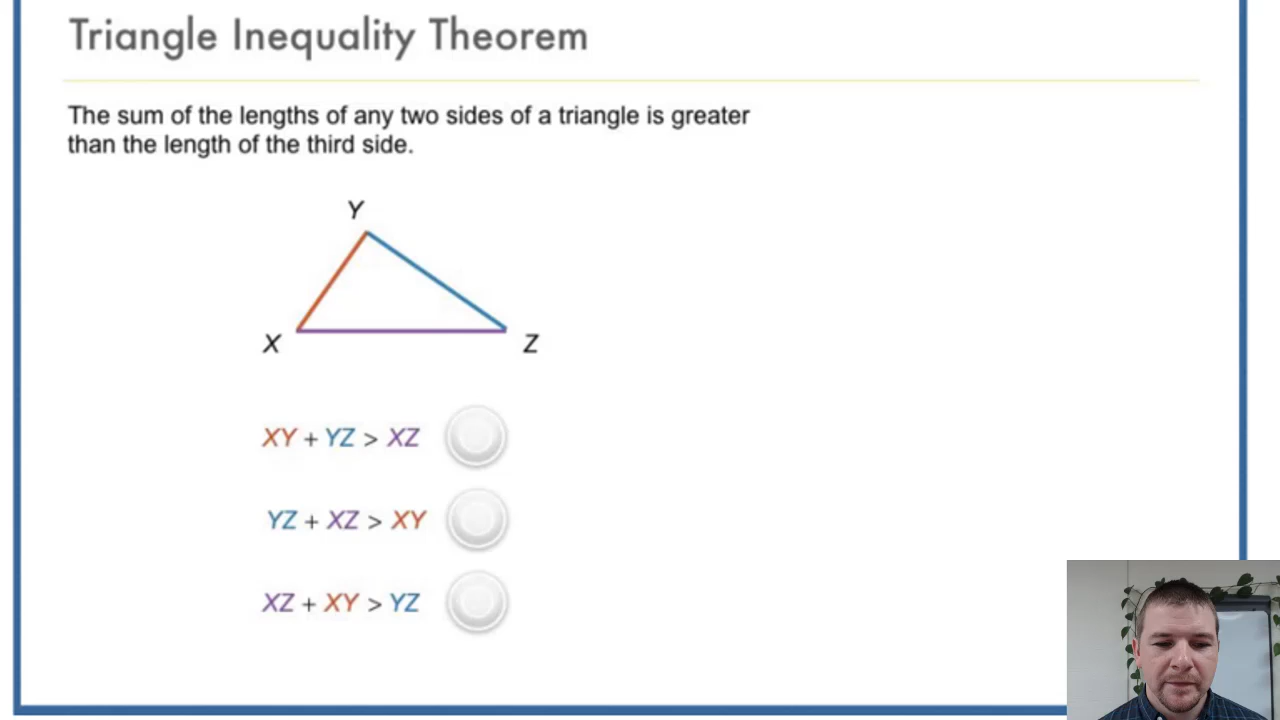 Triangle Inequality Theorem
The sum of the lengths of any two sides of a triangle is greater
than the length of the third side.
Y
X
Z
XY + YZ > XZ
YZ + XZ > XY
XZ + XY > YZ